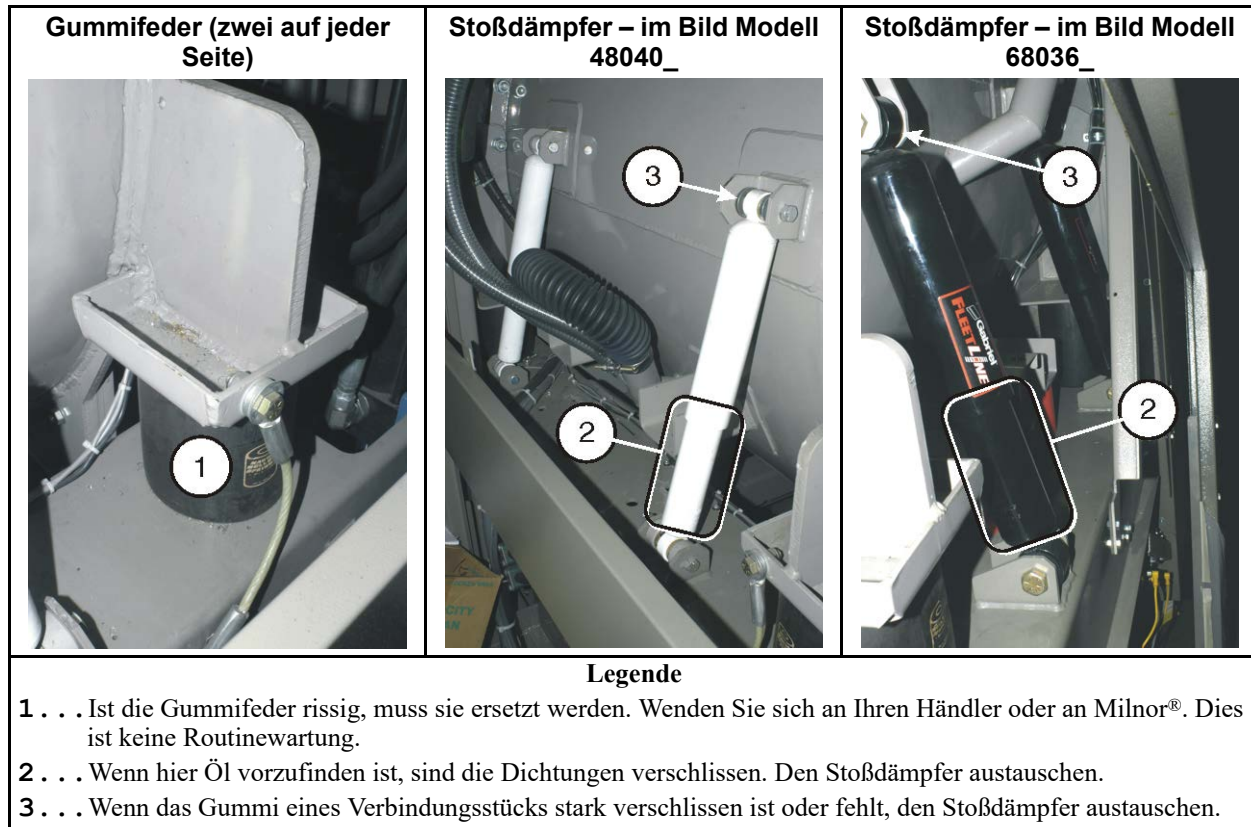 Gummifeder (zwei auf jeder
Seite)
Stoßdämpfer – im Bild Modell
48040_
Stoßdämpfer – im Bild Modell
68036_
1
3
2
CITY
AN
3
Gabriel
FLEETLINE
2
Legende
1...Ist die Gummifeder rissig, muss sie ersetzt werden. Wenden Sie sich an Ihren Händler oder an Milnor®. Dies
ist keine Routinewartung.
2...Wenn hier Öl vorzufinden ist, sind die Dichtungen verschlissen. Den Stoßdämpfer austauschen.
3...Wenn das Gummi eines Verbindungsstücks stark verschlissen ist oder fehlt, den Stoßdämpfer austauschen.